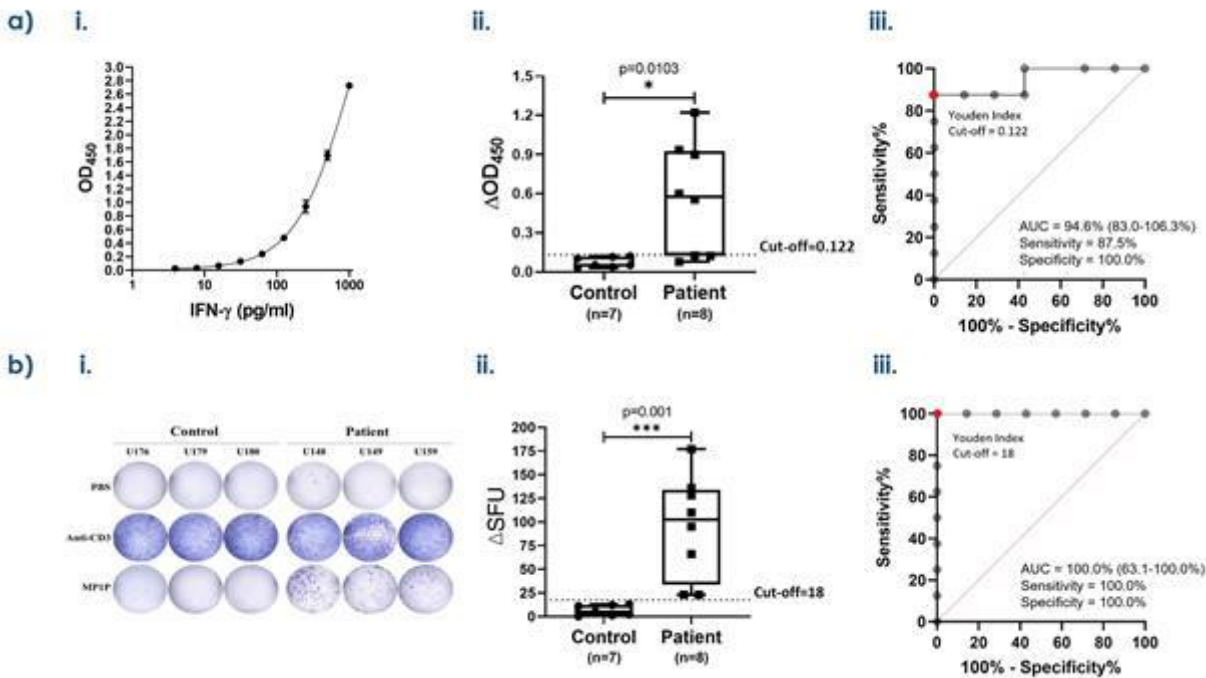 a)
i.
3.0
2.8
2.6
2.4
2.2
2.0
1.8
1.6
1.4
1.2
1.0
0.8
0.6
0.4
0.2
0.0
OD450
1 10 100 1000
IFN-γ (pg/ml)
ii.
p=0.0103
*
1.5
1.2
0.9
0.6
0.3
0.0
ΔOD450
Cut-off=0.122
Control Patient
(n=7) (n=8)
iii.
100
80
60
40
20
0
Sensitivity%
Youden Index
Cut-off = 0.122
AUC = 94.6% (83.0-106.3%)
Sensitivity = 87.5%
Specificity = 100.0%
0 20 40 60 80 100
100% - Specificity%
b)
i.
Control Patient
U176 U179 U180 U148 U149 U159
PBS
Anti-CD3
MP1P
ii.
p=0.001
***
200
175
150
125
100
75
50
25
0
ΔSFU
Cut-off=18
Control Patient
(n=7) (n=8)
iii.
100
80
60
40
20
0
Sensitivity%
Youden Index
Cut-off = 18
AUC = 100.0% (63.1-100.0%)
Sensitivity = 100.0%
Specificity = 100.0%
0 20 40 60 80 100
100% - Specificity%